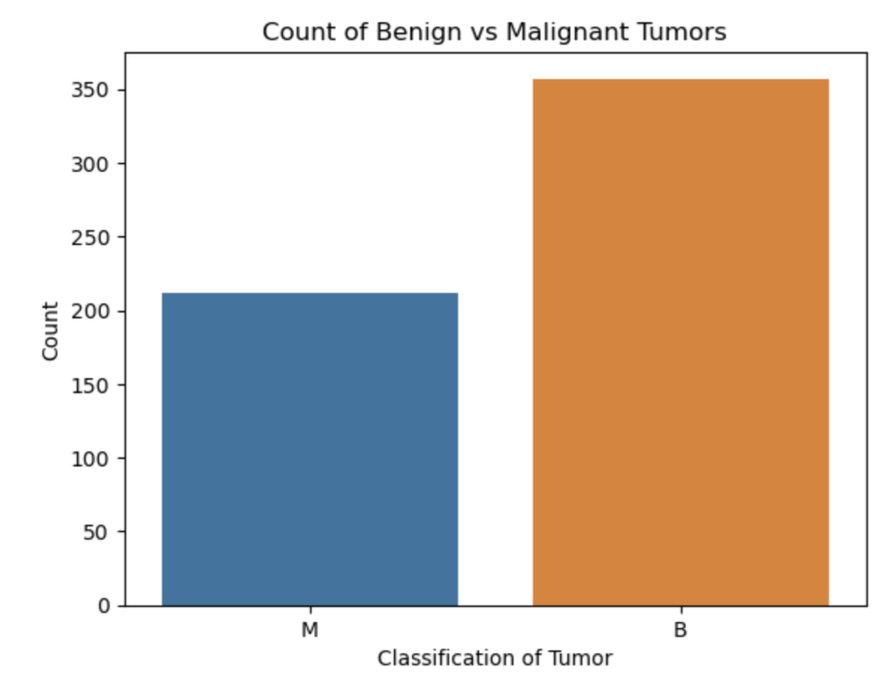 Count of Benign vs Malignant Tumors
350
300
250
200
150
100
50
0
Count
M
B
Classification of Tumor